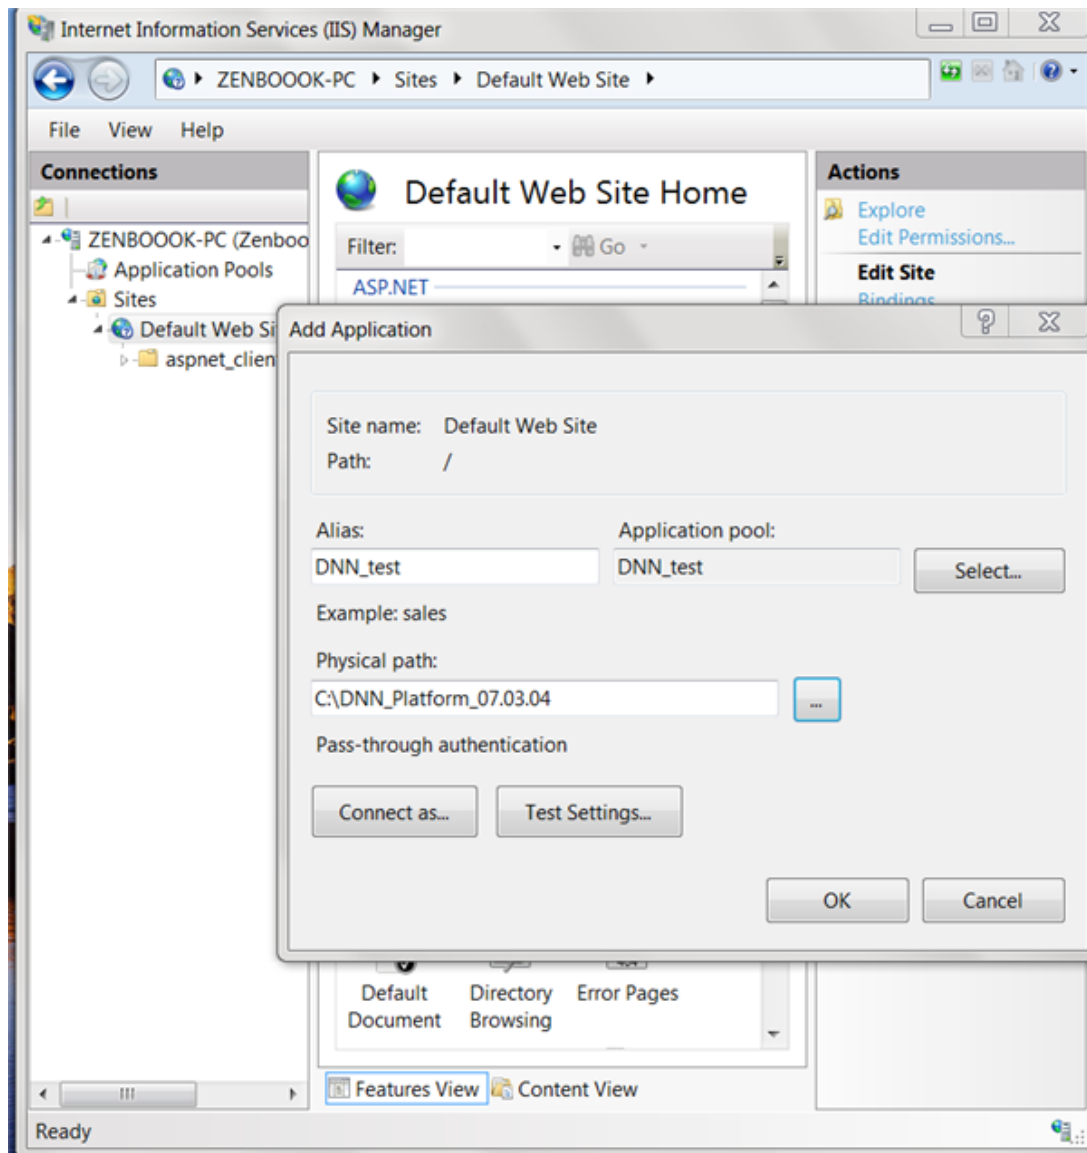 Internet Information Services (IIS) Manager
ZENBOOOK-PC Sites Default Web Site
File View Help
Connections
ZENBOOOK-PC (Zenboo
Application Pools
Sites
Default Web Si
aspnet_clien
Default Web Site Home
Filter: Go
ASP.NET
Actions
Explore
Edit Permissions...
Edit Site
Bindings
Add Application
Site name: Default Web Site
Path: /
Alias: Application pool:
DNN_test DNN_test Select...
Example: sales
Physical path:
C:\DNN_Platform_07.03.04 ...
Pass-through authentication
Connect as... Test Settings...
OK Cancel
Default Directory Error Pages
Document Browsing
Features View Content View
Ready